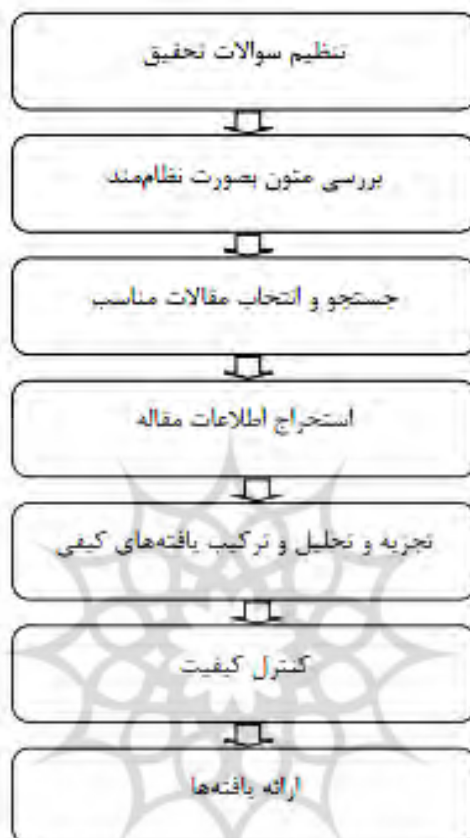 تنظیم سوالات تحقیق
بررسی متون بصورت نظام‌مند
جستجو و انتخاب مقالات مناسب
استخراج اطلاعات مقاله
تجزیه و تحلیل و ترکیب یافته‌های کیفی
کنترل کیفیت
ارائه یافته‌ها